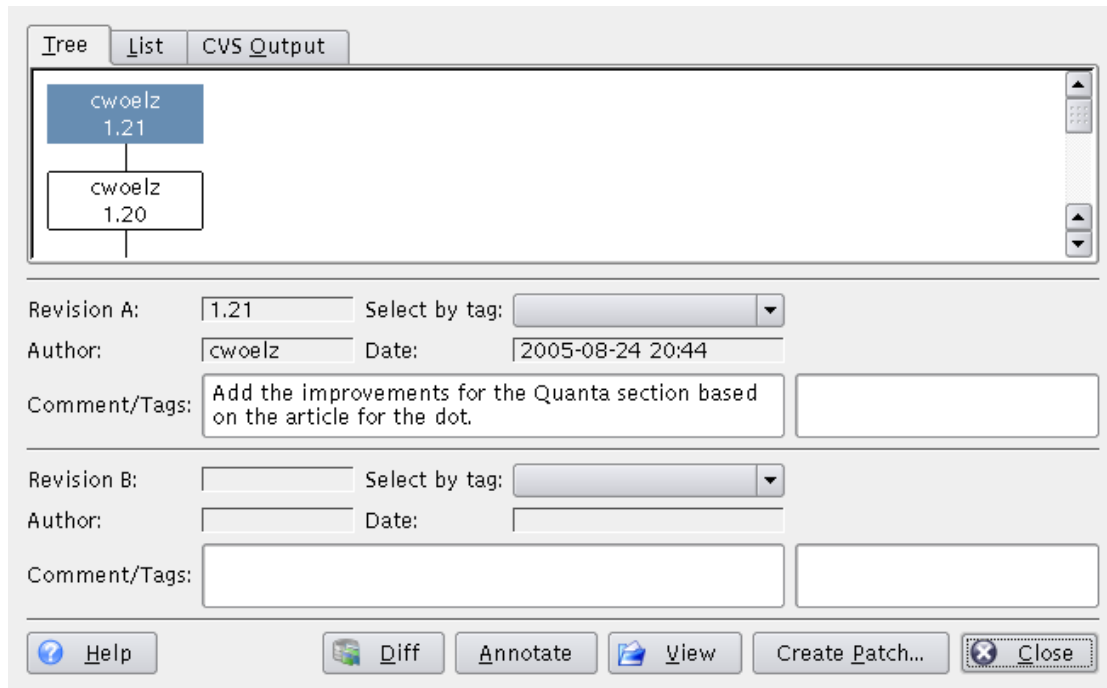 Tree List CVS Output
cwoelz
1.21
cwoelz
1.20
Revision A: 1.21 Select by tag:
Author: cwoelz Date: 2005-08-24 20:44
Comment/Tags: Add the improvements for the Quanta section based
on the article for the dot.
Revision B: Select by tag:
Author: Date:
Comment/Tags:
Help Diff Annotate View Create Patch... Close